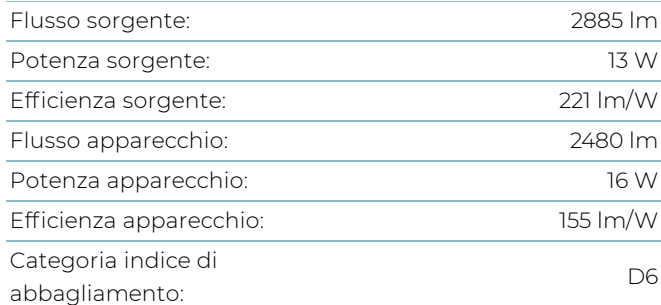 Flusso sorgente: 2885 lm
Potenza sorgente: 13 W
Efficienza sorgente: 221 lm/W
Flusso apparecchio: 2480 lm
Potenza apparecchio: 16 W
Efficienza apparecchio: 155 lm/W
Categoria indice di
abbagliamento: D6